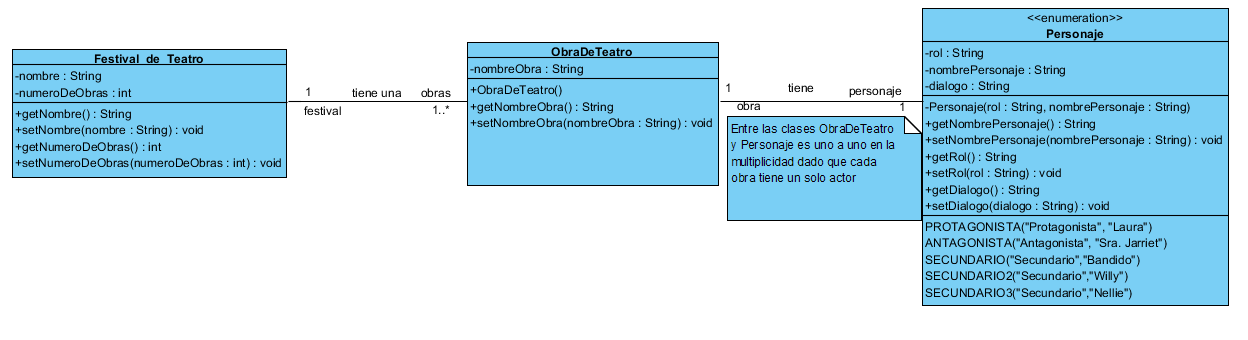 Festival_de_Teatro
-nombre : String
-numeroDeObras : int
+getNombre() : String
+setNombre(nombre : String) : void
+getNumeroDeObras() : int
+setNumeroDeObras(numeroDeObras : int) : void
1
tiene una
obras
festival
1..*
ObraDeTeatro
-nombreObra : String
+ObraDeTeatro()
+getNombreObra() : String
+setNombreObra(nombreObra : String) : void
1
tiene
personaje
obra
1
Entre las clases ObraDeTeatro
y Personaje es uno a uno en la
multiplicidad dado que cada
obra tiene un solo actor
<<enumeration>>
Personaje
-rol : String
-nombrePersonaje : String
-dialogo : String
-Personaje(rol : String, nombrePersonaje : String)
+getNombrePersonaje() : String
+setNombrePersonaje(nombrePersonaje : String) : void
+getRol() : String
+setRol(rol : String) : void
+getDialogo() : String
+setDialogo(dialogo : String) : void
PROTAGONISTA("Protagonista", "Laura")
ANTAGONISTA("Antagonista", "Sra. Jarriet")
SECUNDARIO("Secundario","Bandido")
SECUNDARIO2("Secundario","Willy")
SECUNDARIO3("Secundario","Nellie")